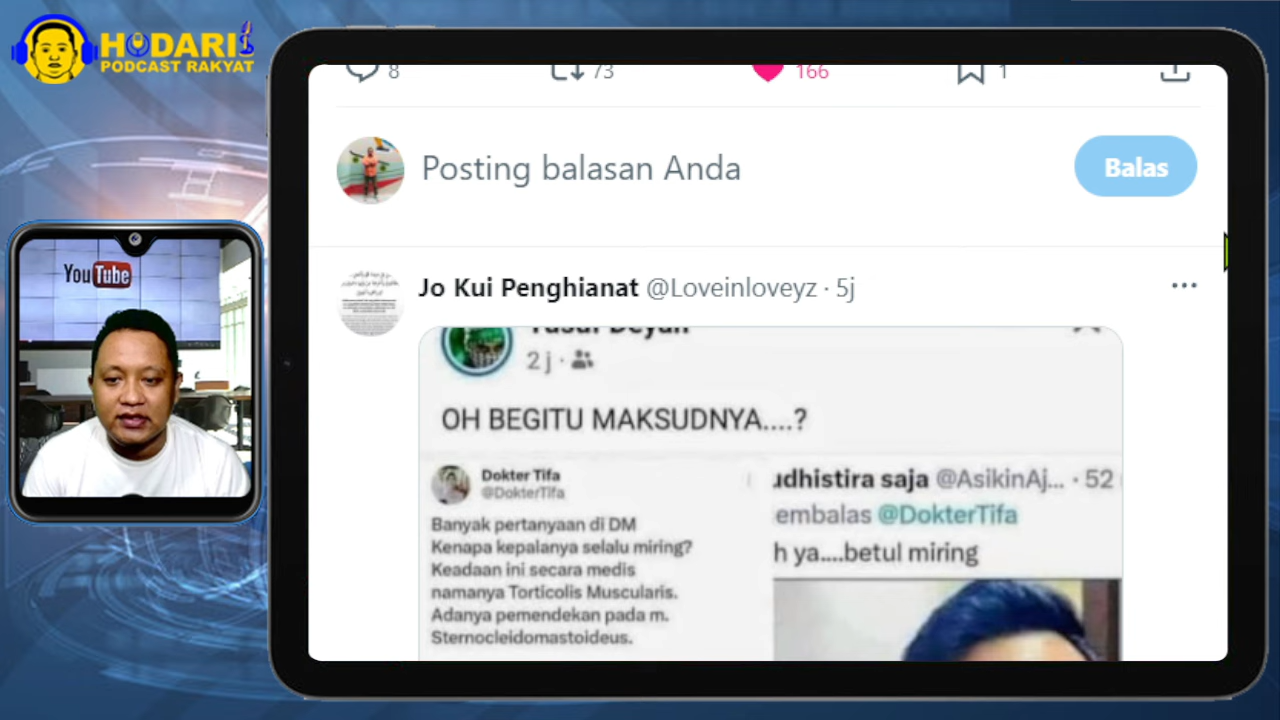 HODARI
PODCAST RAKYAT
YouTube
8
73
166
1
Posting balasan Anda
Balas
Jo Kui Penghianat @Loveinloveyz · 5j
2 j ·
OH BEGITU MAKSUDNYA....?
Dokter Tifa
@DokterTifa
Banyak pertanyaan di DM
Kenapa kepalanya selalu miring?
Keadaan ini secara medis
namanya Torticolis Muscularis.
Adanya pemendekan pada m.
Sternocleidomastoideus.
udhistira saja @AsikinAj... · 52
embalas @DokterTifa
h ya....betul miring